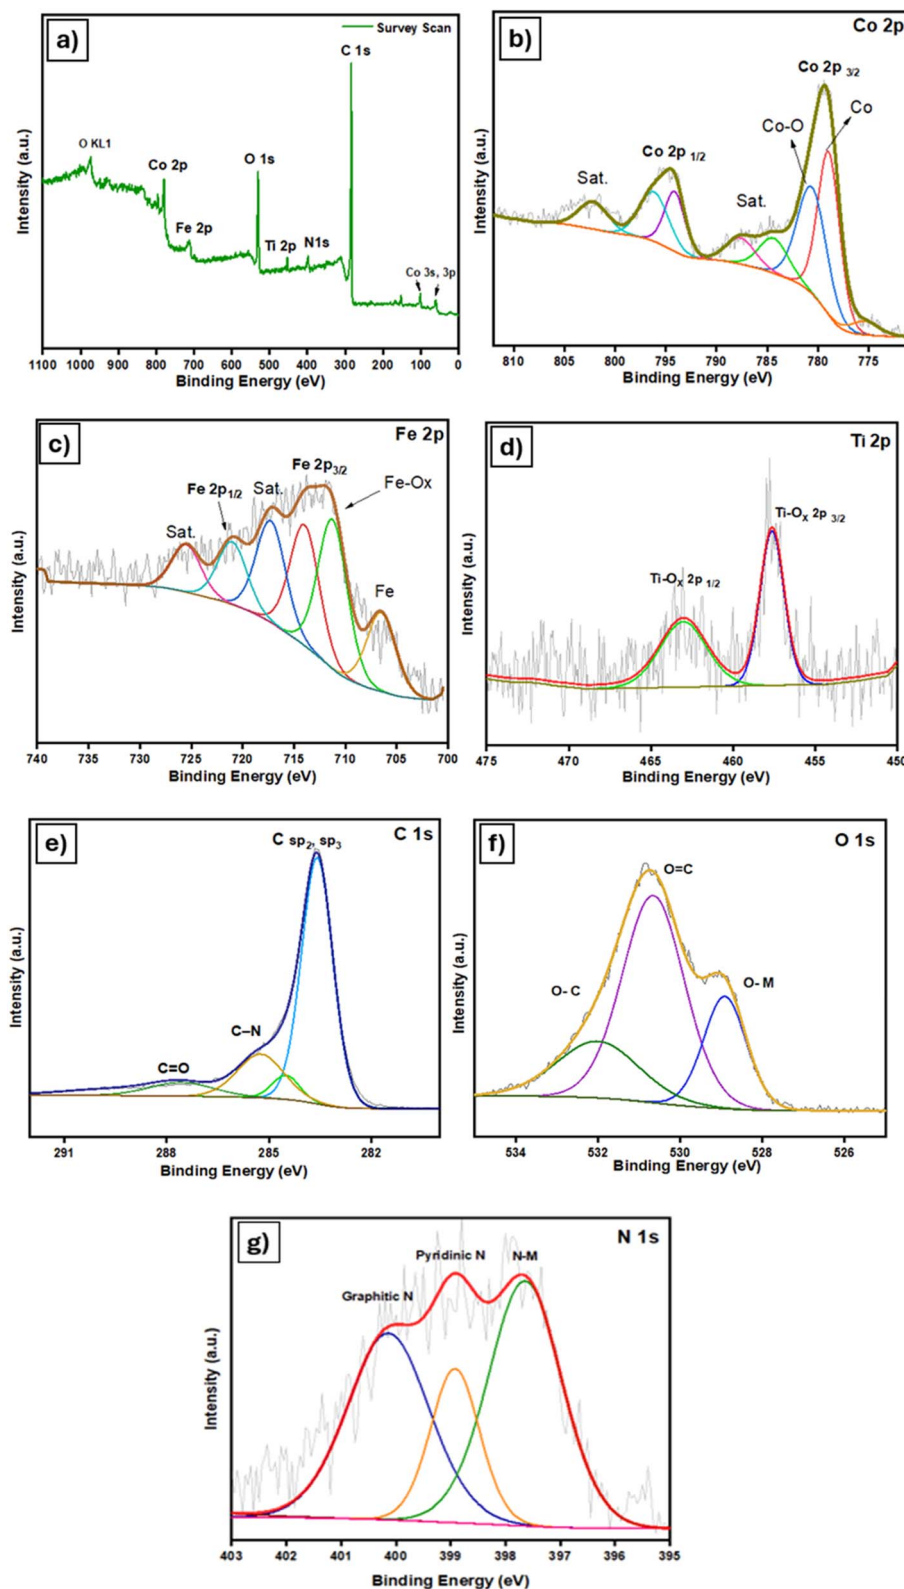 a)
Survey Scan
C 1s
O KL1
Co 2p
O 1s
Fe 2p
Ti 2p
N1s
Co 3s, 3p
Intensity (a.u.)
1100 1000 900 800 700 600 500 400 300 200 100 0
Binding Energy (eV)
b)
Co 2p
Co 2p 3/2
Co
Co-O
Co 2p 1/2
Sat.
Sat.
Intensity (a.u.)
810 805 800 796 790 785 780 775
Binding Energy (eV)
c)
Fe 2p
Fe 2p3/2
Fe-Ox
Sat.
Fe 2p1/2
Sat.
Fe
Intensity (a.u.)
740 735 730 725 720 717 715 710 705 700
Binding Energy (eV)
d)
Ti 2p
Ti-OX 2p 3/2
Ti-OX 2p 1/2
Intensity (a.u.)
475 470 465 460 455 450
Binding Energy (eV)
e)
C 1s
C sp2, sp3
C–N
C=O
Intensity (a.u.)
291 288 285 282
Binding Energy (eV)
f)
O 1s
O=C
O- C
O- M
Intensity (a.u.)
534 532 530 528 526
Binding Energy (eV)
g)
N 1s
Pyridinic N
N-M
Graphitic N
Intensity (a.u.)
403 402 401 400 399 398 397 396 395
Binding Energy (eV)